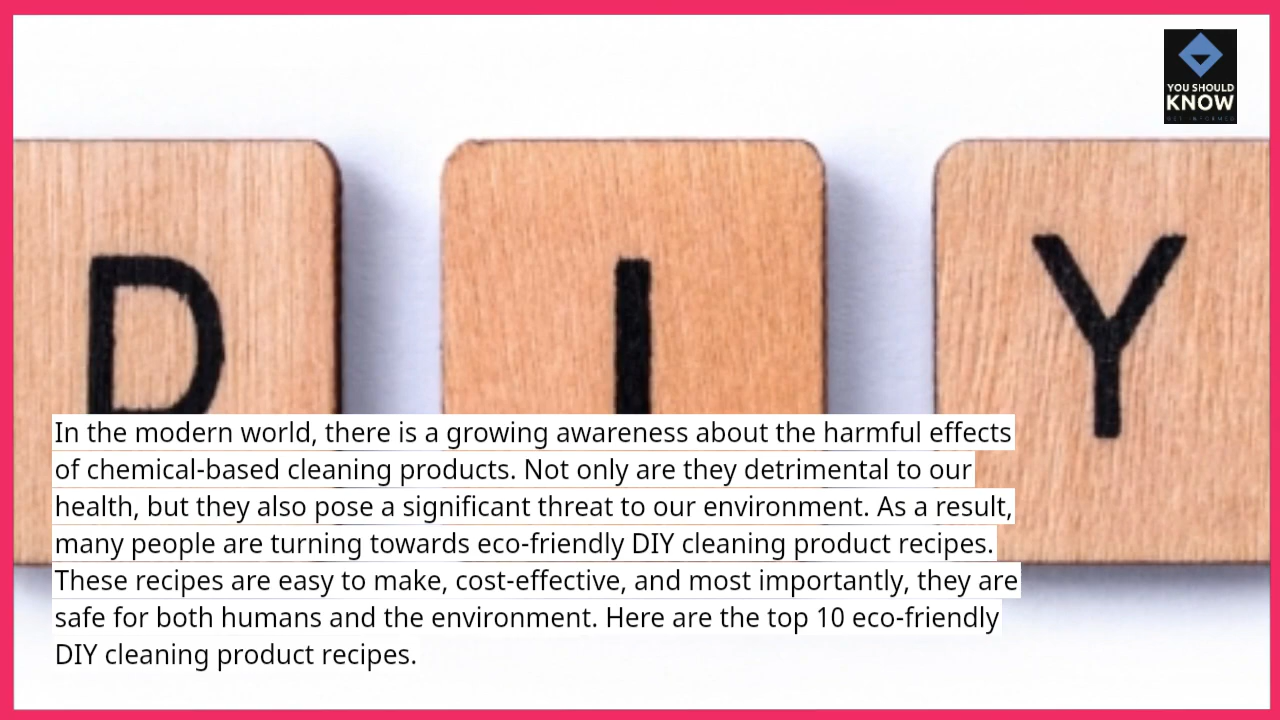 YOU SHOULD
KNOW
GET INFORMED
D I Y
In the modern world, there is a growing awareness about the harmful effects
of chemical-based cleaning products. Not only are they detrimental to our
health, but they also pose a significant threat to our environment. As a result,
many people are turning towards eco-friendly DIY cleaning product recipes.
These recipes are easy to make, cost-effective, and most importantly, they are
safe for both humans and the environment. Here are the top 10 eco-friendly
DIY cleaning product recipes.